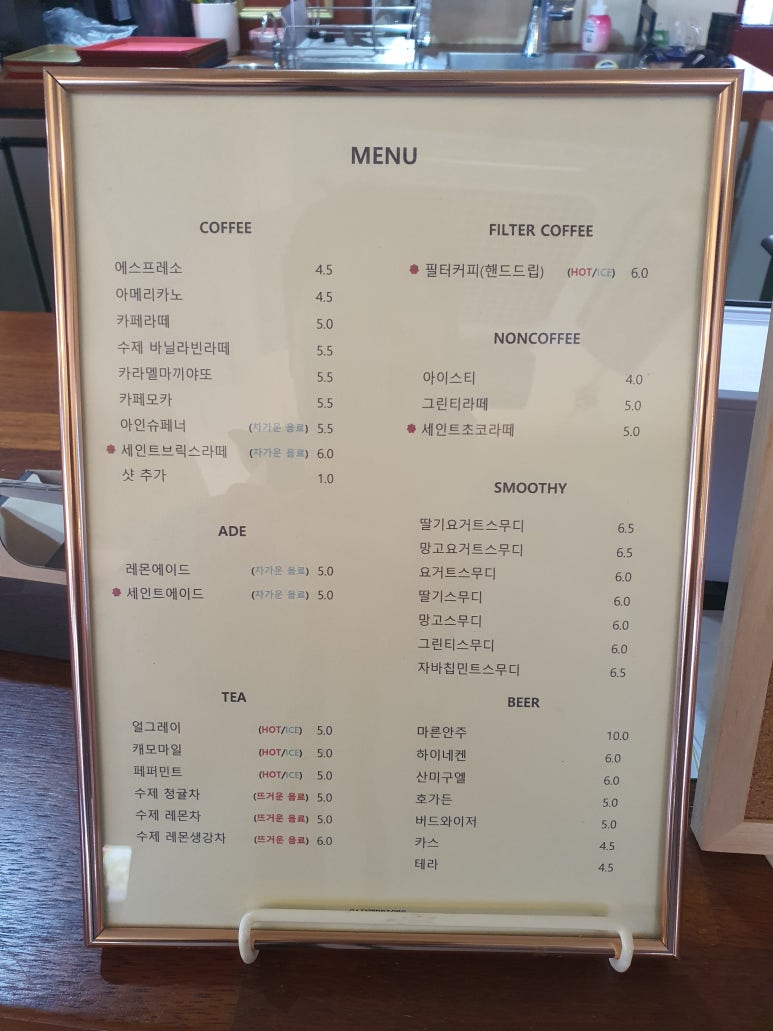 MENU
COFFEE
에스프레소 4.5
아메리카노 4.5
카페라떼 5.0
수제 바닐라빈라떼 5.5
카라멜마끼야또 5.5
카페모카 5.5
아인슈페너 (차가운 음료) 5.5
세인트브릭스라떼 (차가운 음료) 6.0
샷 추가 1.0
ADE
레몬에이드 (차가운 음료) 5.0
세인트에이드 (차가운 음료) 5.0
TEA
얼그레이 (HOT/ICE) 5.0
캐모마일 (HOT/ICE) 5.0
페퍼민트 (HOT/ICE) 5.0
수제 청귤차 (뜨거운 음료) 5.0
수제 레몬차 (뜨거운 음료) 5.0
수제 레몬생강차 (뜨거운 음료) 6.0
FILTER COFFEE
필터커피(핸드드립) (HOT/ICE) 6.0
NONCOFFEE
아이스티 4.0
그린티라떼 5.0
세인트초코라떼 5.0
SMOOTHY
딸기요거트스무디 6.5
망고요거트스무디 6.5
요거트스무디 6.0
딸기스무디 6.0
망고스무디 6.0
그린티스무디 6.0
자바칩민트스무디 6.5
BEER
마른안주 10.0
하이네켄 6.0
산미구엘 6.0
호가든 5.0
버드와이저 5.0
카스 4.5
테라 4.5